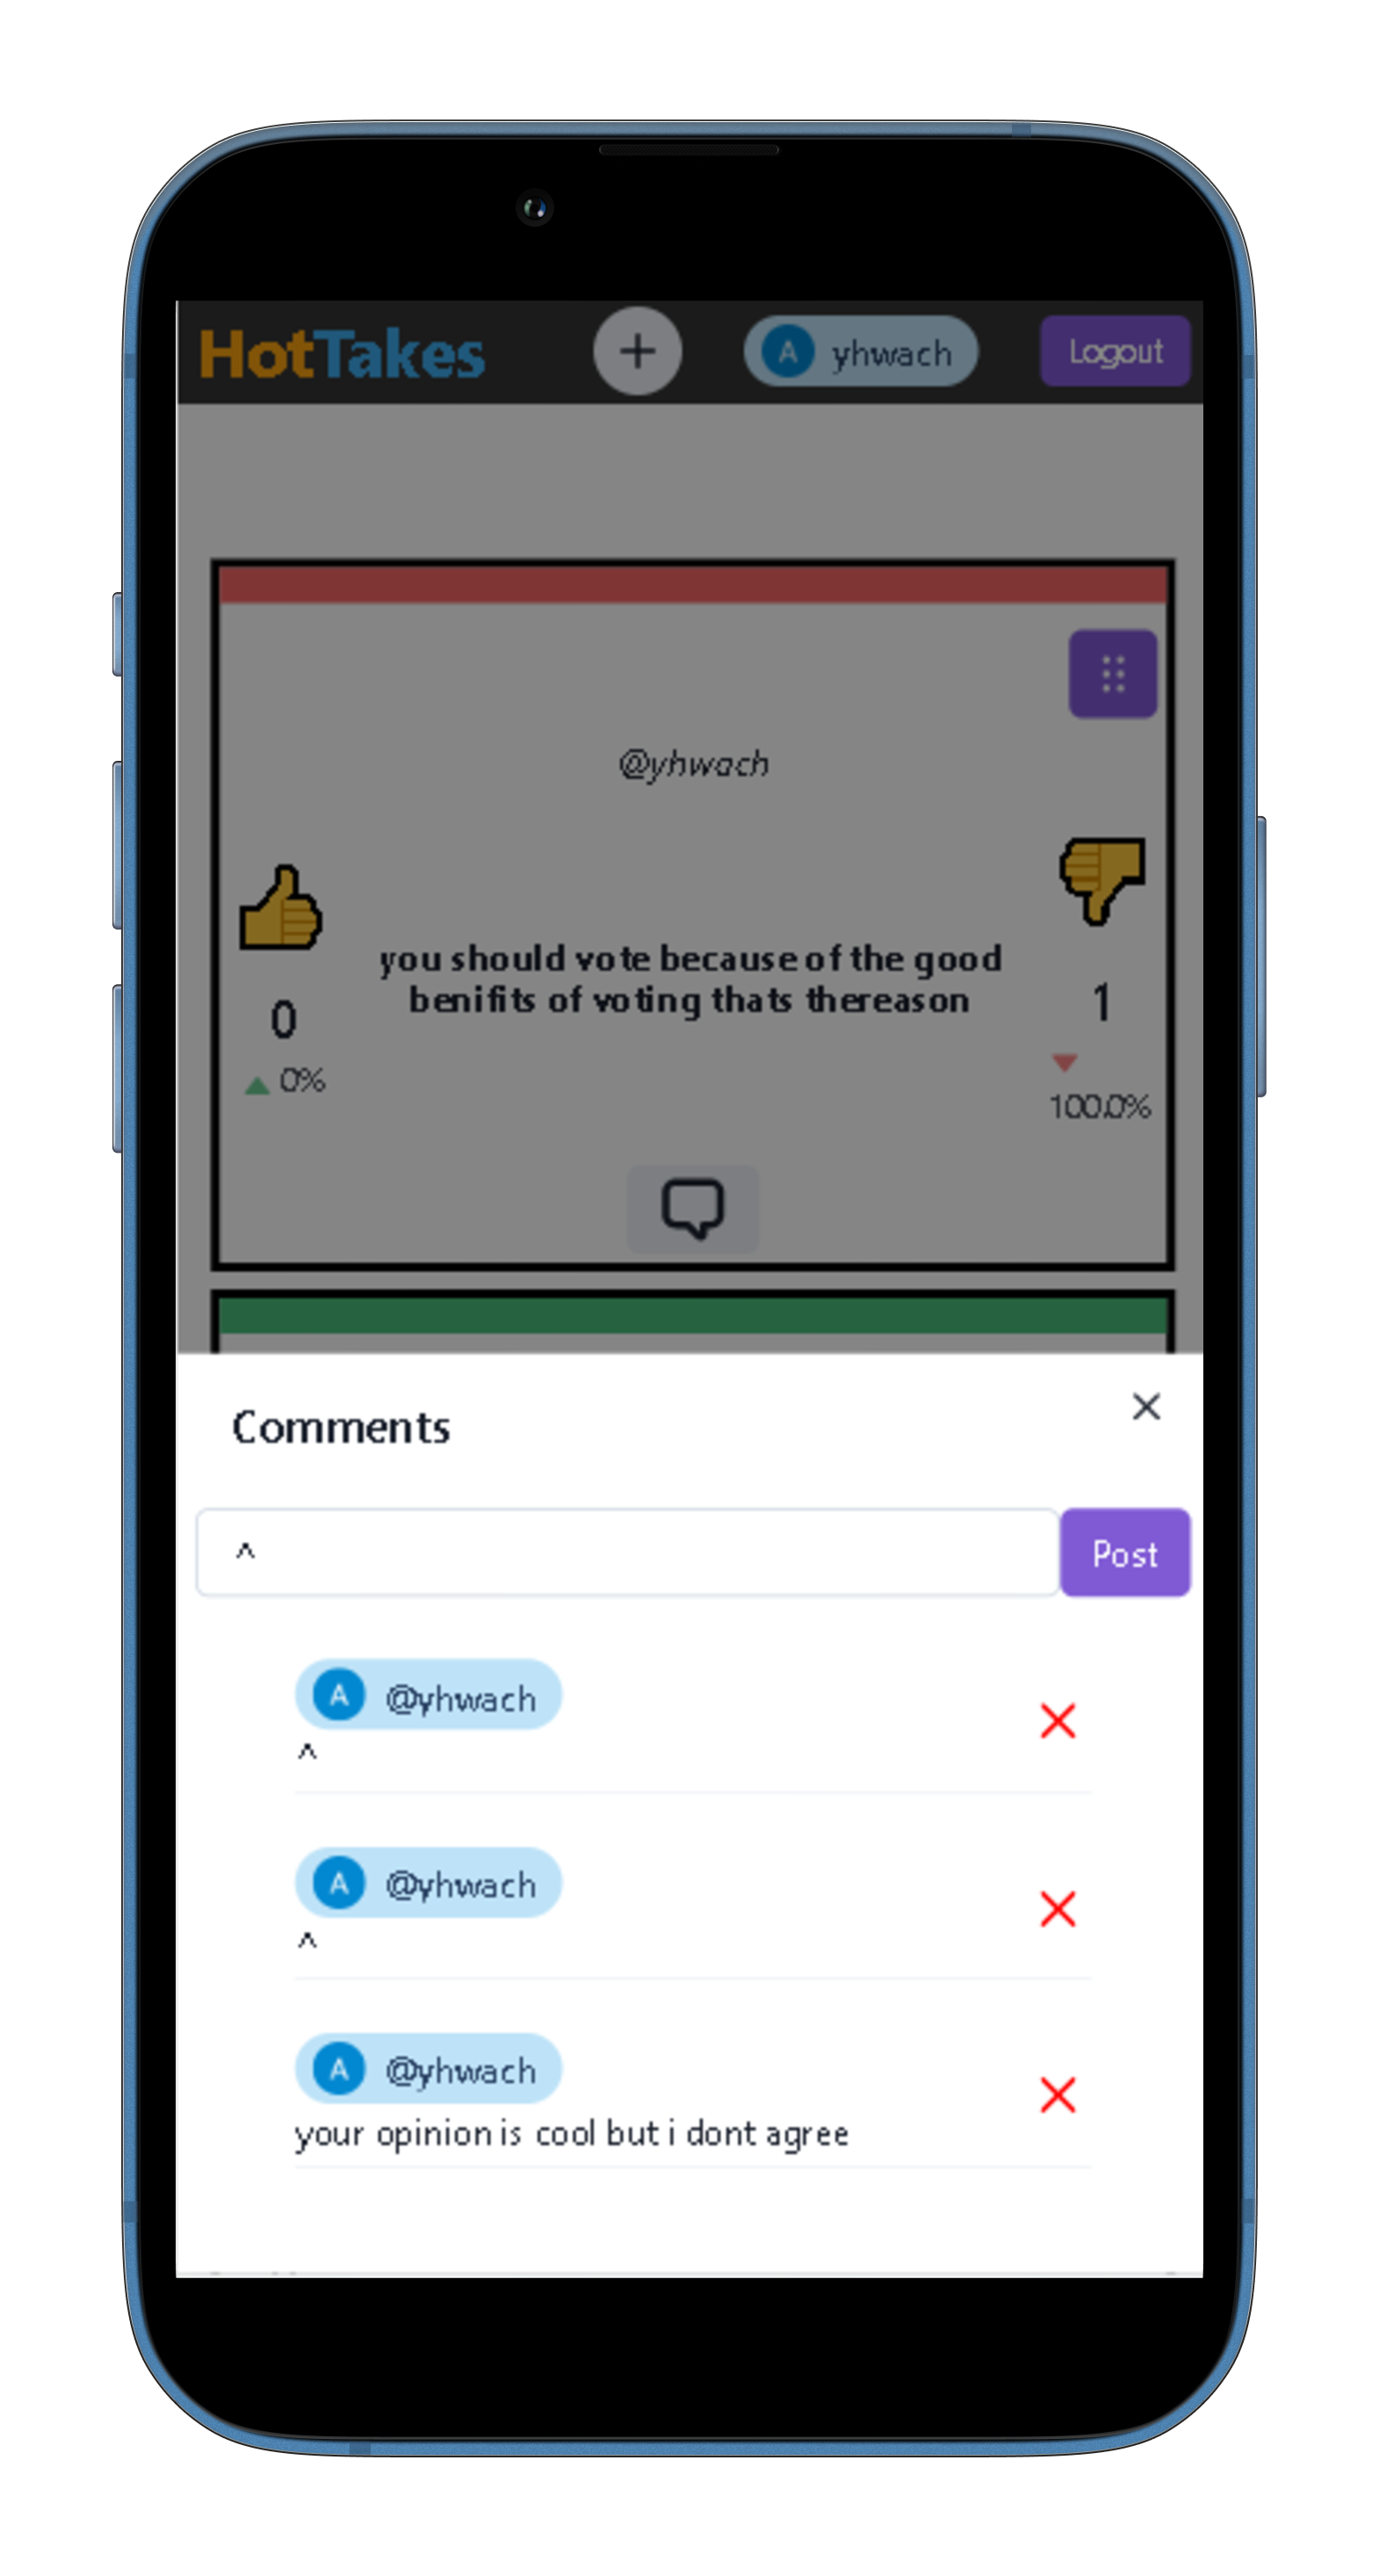 HotTakes
+
A yhwach
Logout
@yhwach
you should vote because of the good
benifits of voting thats thereason
0
0%
1
100.0%
Comments
^
Post
A @yhwach
^
A @yhwach
^
A @yhwach
your opinion is cool but i dont agree